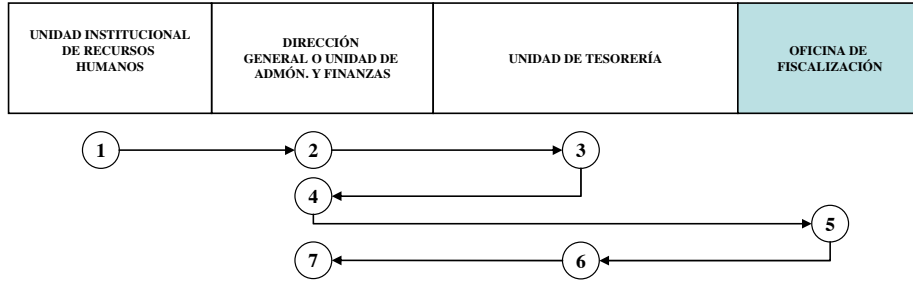 UNIDAD INSTITUCIONAL
DE RECURSOS
HUMANOS
DIRECCIÓN
GENERAL O UNIDAD DE
ADMÓN. Y FINANZAS
UNIDAD DE TESORERÍA
OFICINA DE
FISCALIZACIÓN
1
2
3
4
5
7
6